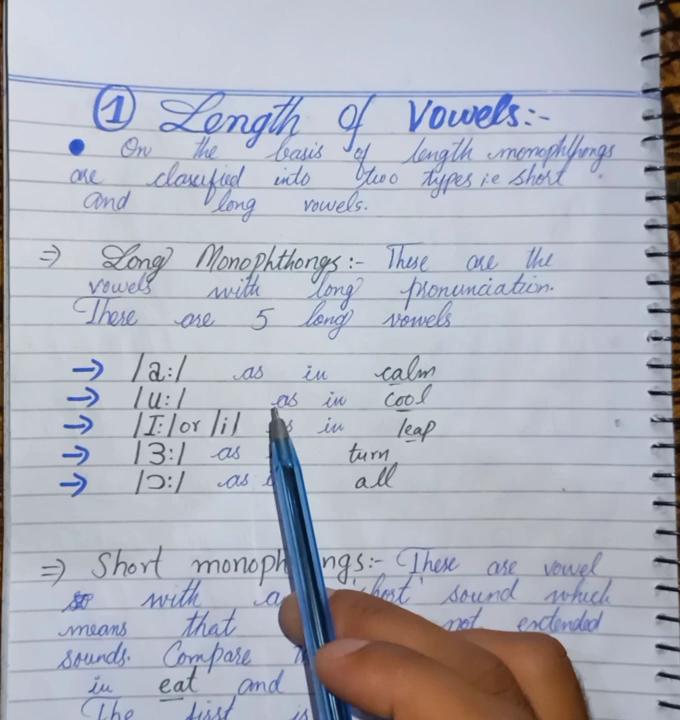 ① Length of Vowels:-
• On the basis of length monophthongs
are classified into two types i.e short
and long vowels.
⇒ Long Monophthongs:- These are the
vowels with long pronunciation.
There are 5 long vowels
→ /a:/ as in calm
→ /u:/ as in cool
→ /I:/ or /i/ in leap
→ /3:/ as turn
→ /ɔ:/ as all
⇒ Short These are vowel
with sound which
means that not extended
sounds. Compare
in eat and
The first is